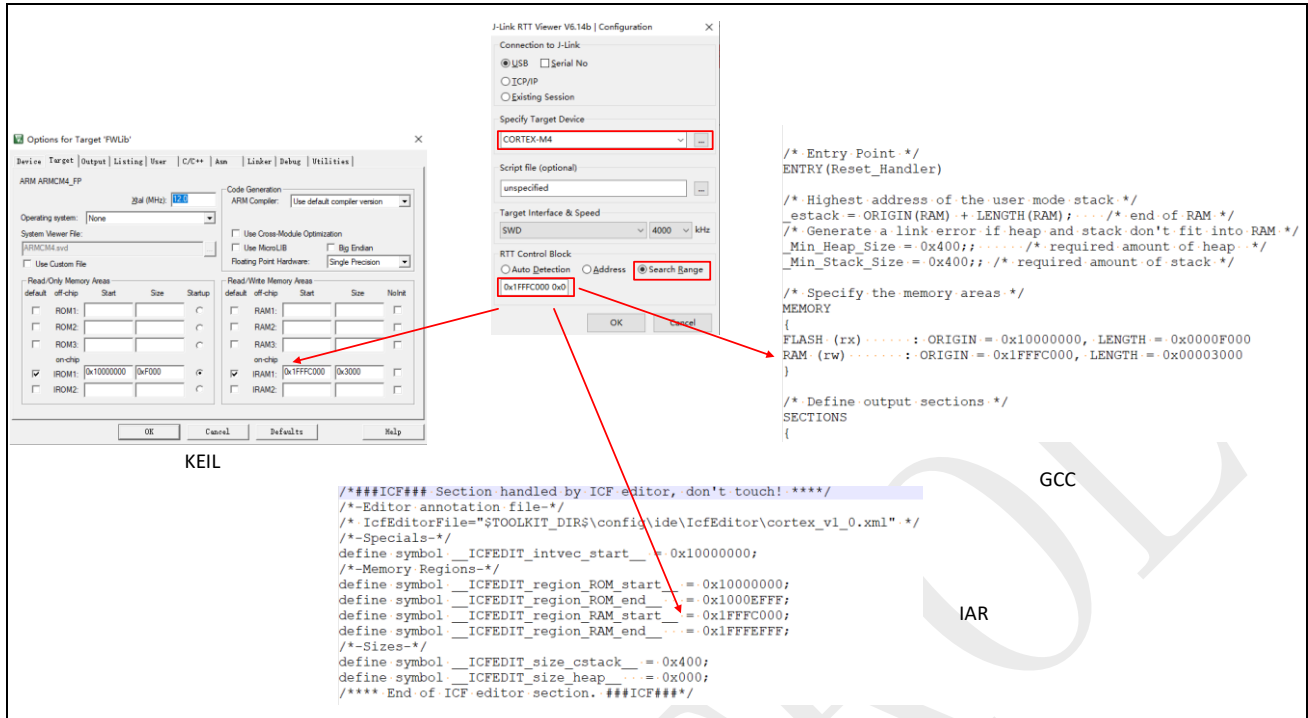 J-Link RTT Viewer V6.14b | Configuration
Connection to J-Link
USB Serial No
TCP/IP
Existing Session
Specify Target Device
CORTEX-M4 ...
Script file (optional)
unspecified ...
Target Interface & Speed
SWD 4000 kHz
RTT Control Block
Auto Detection Address Search Range
0x1FFFC000 0x0
OK Cancel
Options for Target 'FWLib'
Device Target Output Listing User C/C++ Asm Linker Debug Utilities
ARM ARMCM4_FP
Xtal (MHz): 12.0
Operating system: None
System Viewer File:
ARMCM4.svd ...
Use Custom File
Code Generation
ARM Compiler: Use default compiler version
Use Cross-Module Optimization
Use MicroLIB Big Endian
Floating Point Hardware: Single Precision
Read/Only Memory Areas
default off-chip Start Size Startup
ROM1:
ROM2:
ROM3:
on-chip
IROM1: 0x10000000 0xF000
IROM2:
Read/Write Memory Areas
default off-chip Start Size NoInit
RAM1:
RAM2:
RAM3:
on-chip
IRAM1: 0x1FFFC000 0x3000
IRAM2:
OK Cancel Defaults Help
KEIL
/* Entry Point */
ENTRY(Reset_Handler)
/* Highest address of the user mode stack */
_estack = ORIGIN(RAM) + LENGTH(RAM);    /* end of RAM */
/* Generate a link error if heap and stack don't fit into RAM */
_Min_Heap_Size = 0x400;;      /* required amount of heap  */
_Min_Stack_Size = 0x400;; /* required amount of stack */
/* Specify the memory areas */
MEMORY
{
FLASH (rx)      : ORIGIN = 0x10000000, LENGTH = 0x0000F000
RAM (rw)       : ORIGIN = 0x1FFFC000, LENGTH = 0x00003000
}
/* Define output sections */
SECTIONS
{
GCC
/*###ICF### Section handled by ICF editor, don't touch! ****/
/*-Editor annotation file-*/
/* IcfEditorFile="$TOOLKIT_DIR$\config\ide\IcfEditor\cortex_v1_0.xml" */
/*-Specials-*/
define symbol __ICFEDIT_intvec_start__ = 0x10000000;
/*-Memory Regions-*/
define symbol __ICFEDIT_region_ROM_start__ = 0x10000000;
define symbol __ICFEDIT_region_ROM_end__   = 0x1000EFFF;
define symbol __ICFEDIT_region_RAM_start__ = 0x1FFFC000;
define symbol __ICFEDIT_region_RAM_end__   = 0x1FFFEFFF;
/*-Sizes-*/
define symbol __ICFEDIT_size_cstack__ = 0x400;
define symbol __ICFEDIT_size_heap__   = 0x000;
/**** End of ICF editor section. ###ICF###*/
IAR